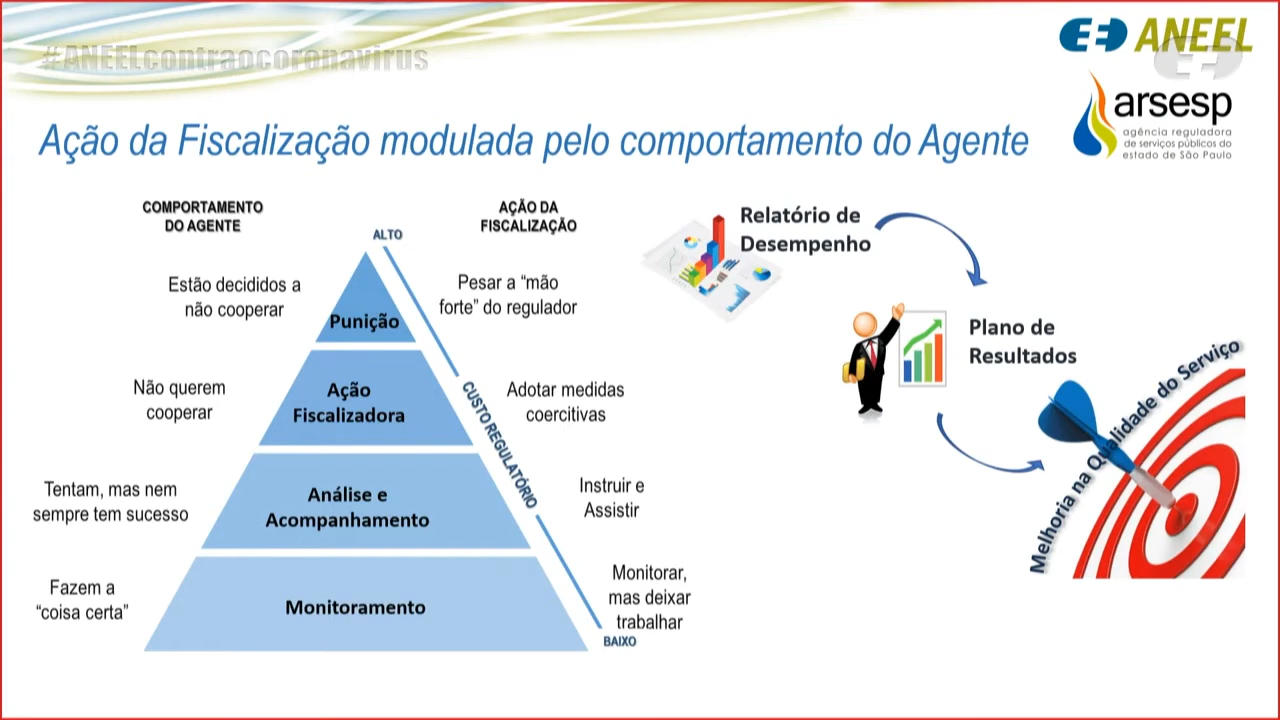 #ANEELcontraocoronavirus
ANEEL
arsesp
agência reguladora
de serviços públicos do
estado de São Paulo
Ação da Fiscalização modulada pelo comportamento do Agente
COMPORTAMENTO
DO AGENTE
AÇÃO DA
FISCALIZAÇÃO
ALTO
Estão decididos a
não cooperar
Punição
Pesar a “mão
forte” do regulador
Não querem
cooperar
Ação
Fiscalizadora
Adotar medidas
coercitivas
CUSTO REGULATÓRIO
Tentam, mas nem
sempre tem sucesso
Análise e
Acompanhamento
Instruir e
Assistir
Fazem a
“coisa certa”
Monitoramento
Monitorar,
mas deixar
trabalhar
BAIXO
Relatório de
Desempenho
Plano de
Resultados
Melhoria na Qualidade do Serviço